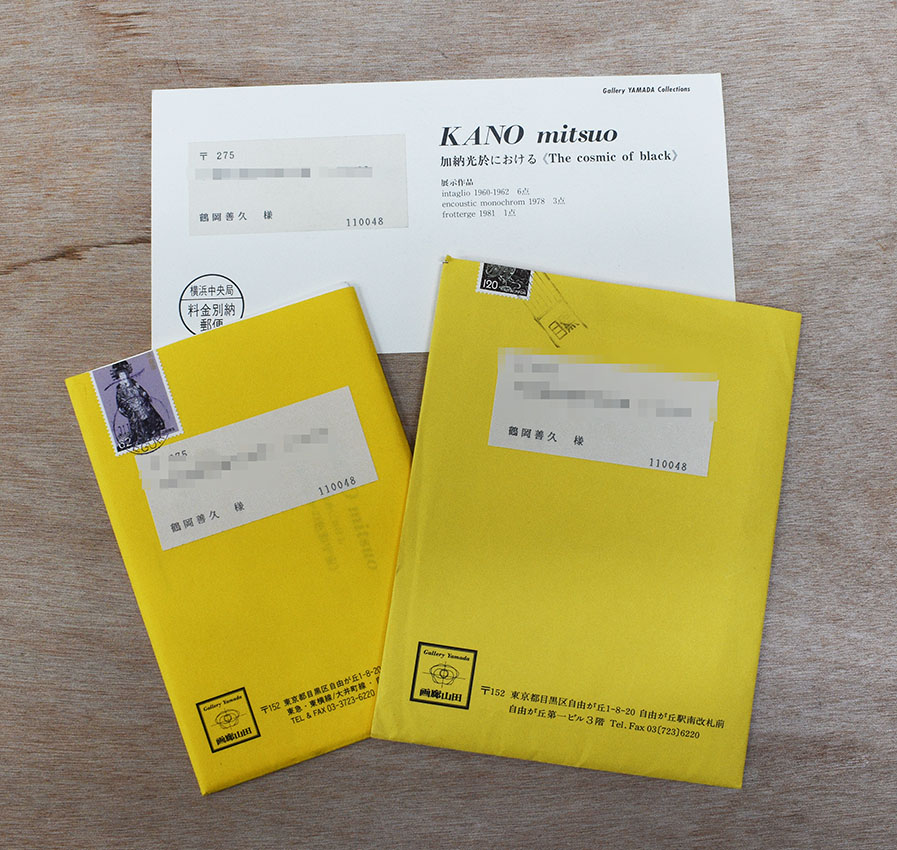 Gallery YAMADA Collections
KANO mitsuo
加納光於における《The cosmic of black》
展示作品
intaglio 1960-1962　6点
encoustic monochrom 1978　3点
frotterge 1981　1点
〒 275
鶴岡善久　様
110048
横浜中央局
料金別納
郵便
62
275
鶴岡善久　様
110048
mitsuo
Gallery Yamada
画廊山田
〒152 東京都目黒区自由が丘1-8-20
東急・東横線/大井町線・
TEL & FAX 03-3723-6220
120
目黒
鶴岡善久　様
110048
Gallery Yamada
画廊山田
〒152 東京都目黒区自由が丘1-8-20 自由が丘駅南改札前
自由が丘第一ビル3階 Tel. Fax 03〔723〕6220